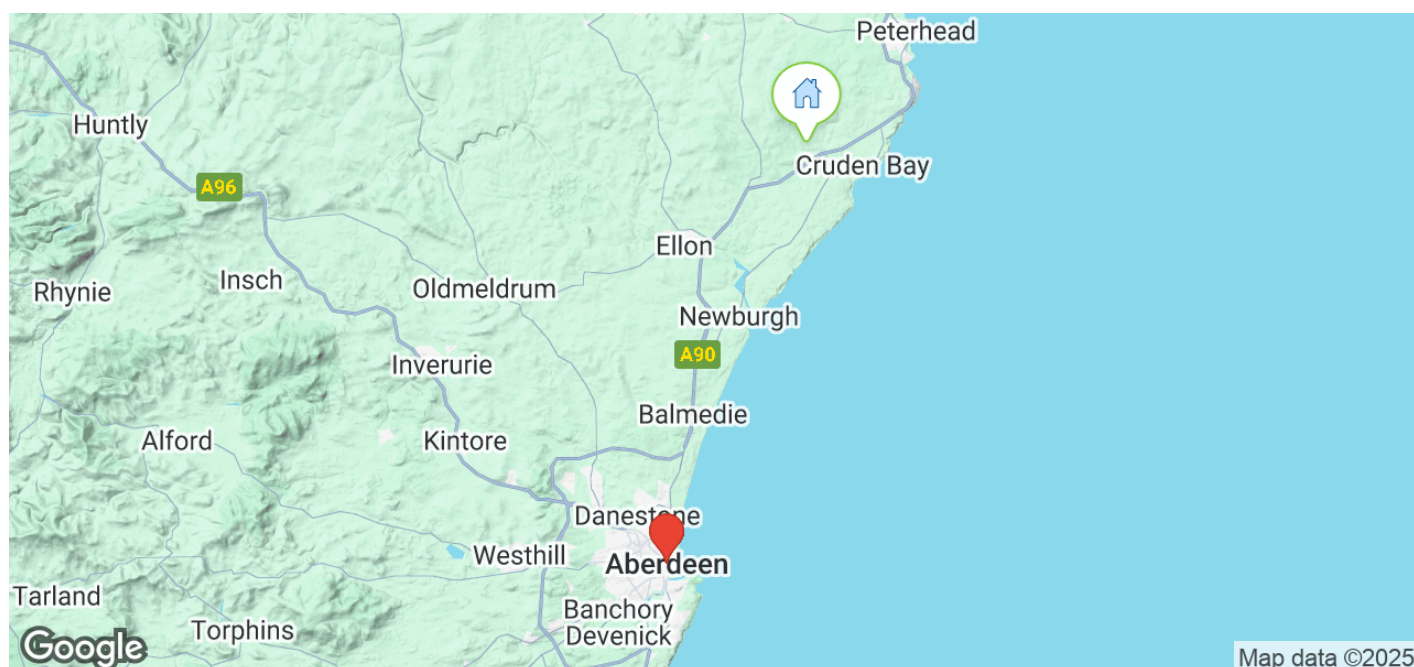 Peterhead
Huntly
Cruden Bay
A96
Ellon
Insch
Rhynie
Oldmeldrum
Newburgh
A90
Inverurie
Balmedie
Alford
Kintore
Danestone
Westhill
Aberdeen
Tarland
Banchory
Devenick
Torphins
Google
Map data ©2025